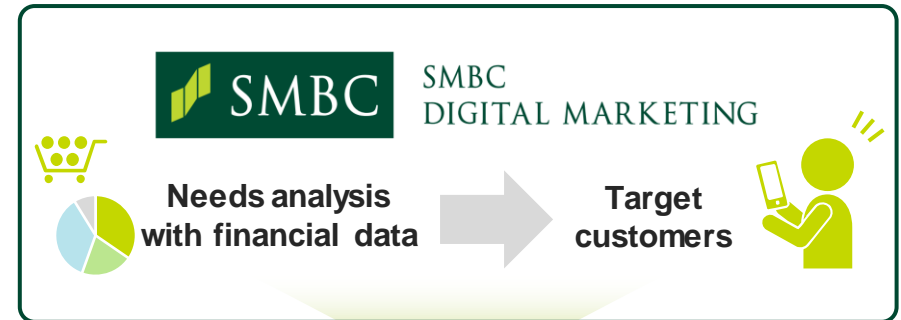 SMBC
SMBC
DIGITAL MARKETING
Needs analysis
with financial data
Target
customers